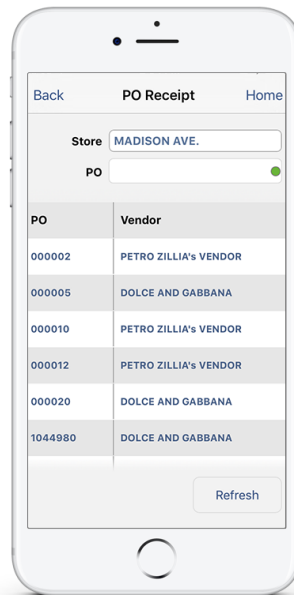 Back PO Receipt Home
Store MADISON AVE.
PO
PO Vendor
000002 PETRO ZILLIA's VENDOR
000005 DOLCE AND GABBANA
000010 PETRO ZILLIA's VENDOR
000012 PETRO ZILLIA's VENDOR
000020 DOLCE AND GABBANA
1044980 DOLCE AND GABBANA
Refresh